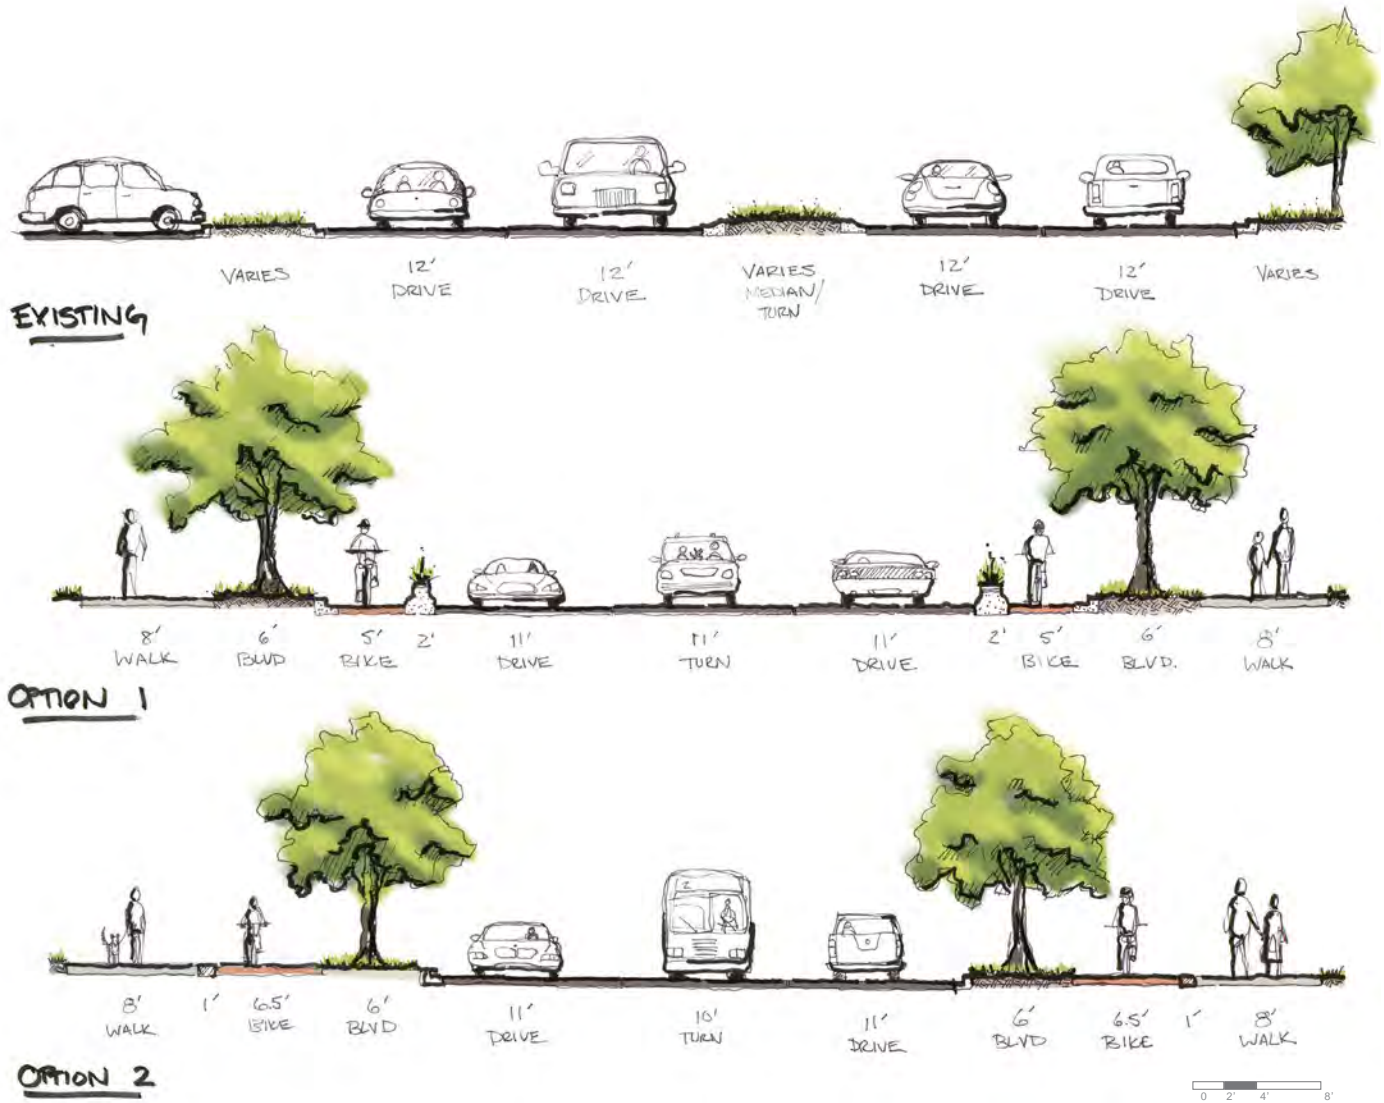 VARIES
12'
DRIVE
12'
DRIVE
VARIES
MEDIAN/
TURN
12'
DRIVE
12'
DRIVE
VARIES
EXISTING
8'
WALK
6'
BLVD
5'
BIKE
2'
11'
DRIVE
11'
TURN
11'
DRIVE
2'
5'
BIKE
6'
BLVD.
8'
WALK
OPTION 1
8'
WALK
1'
6.5'
BIKE
6'
BLVD
11'
DRIVE
10'
TURN
11'
DRIVE
6'
BLVD
6.5'
BIKE
1'
8'
WALK
OPTION 2
0 2' 4' 8'